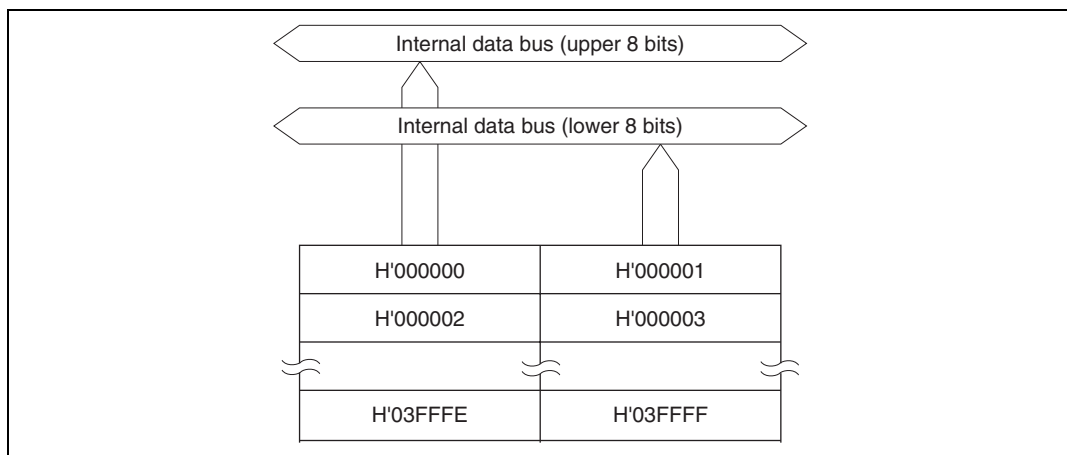 Internal data bus (upper 8 bits)
Internal data bus (lower 8 bits)
H'000000 H'000001
H'000002 H'000003
H'03FFFE H'03FFFF